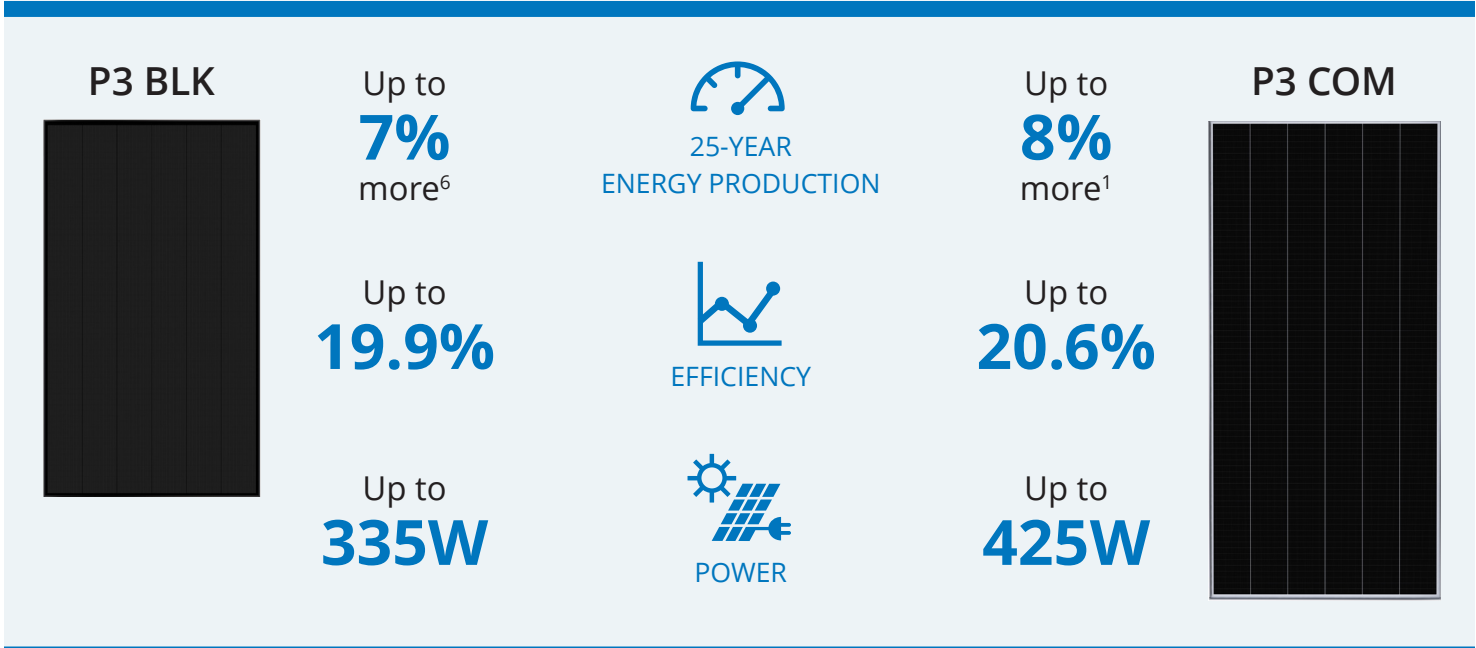 P3 BLK
Up to
7%
more⁶
25-YEAR
ENERGY PRODUCTION
Up to
8%
more¹
P3 COM
Up to
19.9%
EFFICIENCY
Up to
20.6%
Up to
335W
POWER
Up to
425W